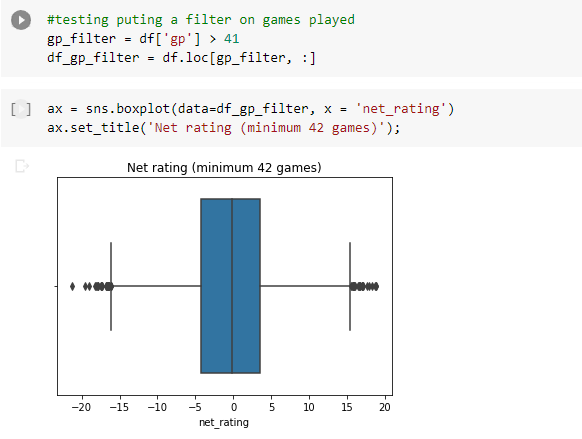 #testing puting a filter on games played
gp_filter = df['gp'] > 41
df_gp_filter = df.loc[gp_filter, :]
[ ] ax = sns.boxplot(data=df_gp_filter, x = 'net_rating')
ax.set_title('Net rating (minimum 42 games)');
Net rating (minimum 42 games)
−20 −15 −10 −5 0 5 10 15 20
net_rating